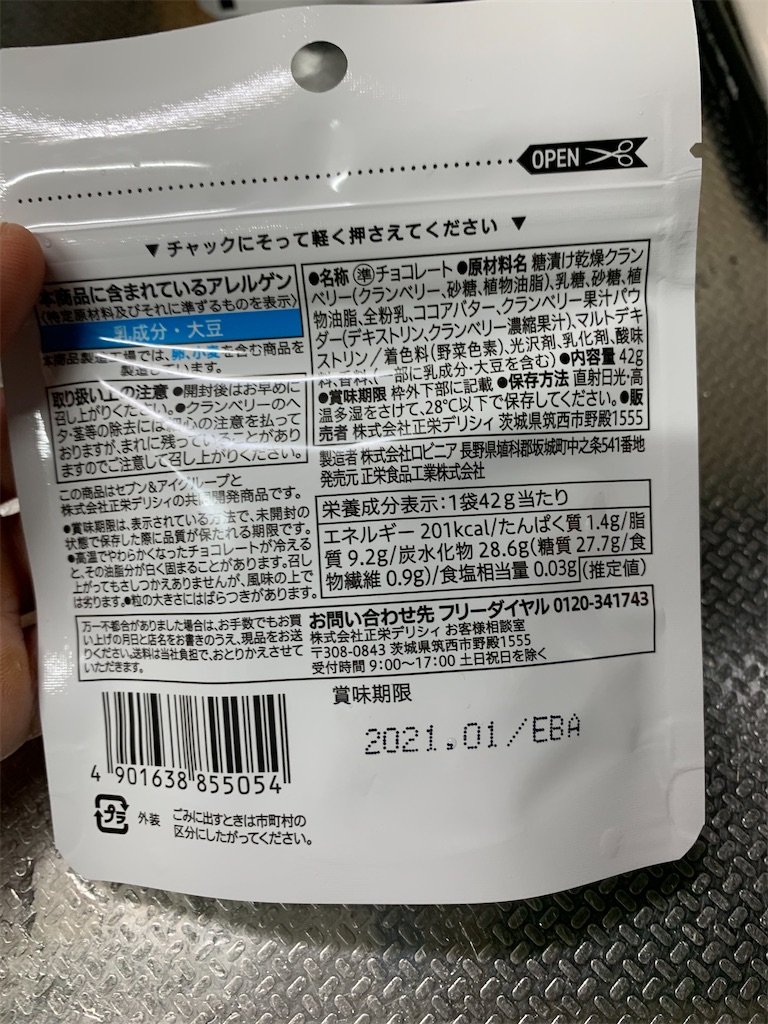 OPEN
▼ チャックにそって軽く押さえてください ▼
本商品に含まれているアレルゲン
〈特定原材料及びそれに準ずるものを表示〉
乳成分・大豆
本商品製造工場では、卵、小麦を含む商品を
製造しています。
取り扱い上の注意 ●開封後はお早めに
召し上がりください。●クランベリーのへ
タ・茎等の除去には細心の注意を払って
おりますが、まれに残っていることがあり
ますのでご注意して召し上がりください。
この商品はセブン&アイグループと
株式会社正栄デリシィの共同開発商品です。
●賞味期限は、表示されている方法で、未開封の
状態で保存した際に品質が保たれる期限です。
●高温でやわらかくなったチョコレートが冷える
と、その油脂分が白く固まることがあります。召し
上がってもさしつかえありませんが、風味の上で
は劣ります。●粒の大きさにはばらつきがあります。
●名称 準チョコレート ●原材料名 糖漬け乾燥クラン
ベリー(クランベリー、砂糖、植物油脂)、乳糖、砂糖、植
物油脂、全粉乳、ココアバター、クランベリー果汁パウ
ダー(デキストリン、クランベリー濃縮果汁)、マルトデキ
ストリン/着色料(野菜色素)、光沢剤、乳化剤、酸味
料、香料、(一部に乳成分・大豆を含む) ●内容量 42g
●賞味期限 枠外下部に記載 ●保存方法 直射日光・高
温多湿をさけて、28℃以下で保存してください。●販
売者 株式会社正栄デリシィ 茨城県筑西市野殿1555
製造者 株式会社ロビニア 長野県埴科郡坂城町中之条541番地
発売元 正栄食品工業株式会社
栄養成分表示:1袋42g当たり
エネルギー 201kcal/たんぱく質 1.4g/脂
質 9.2g/炭水化物 28.6g(糖質 27.7g/食
物繊維 0.9g)/食塩相当量 0.03g (推定値)
万一不都合がありました場合は、お手数でもお買
い上げの月日と店名をお書きのうえ、現品をお送
りください。送料は当社負担で、おとりかえさせて
いただきます。
お問い合わせ先 フリーダイヤル 0120-341743
株式会社正栄デリシィ お客様相談室
〒308-0843 茨城県筑西市野殿1555
受付時間 9:00〜17:00 土日祝日を除く
賞味期限
2021.01/EBA
4 901638 855054
プラ 外装 ごみに出すときは市町村の
区分にしたがってください。